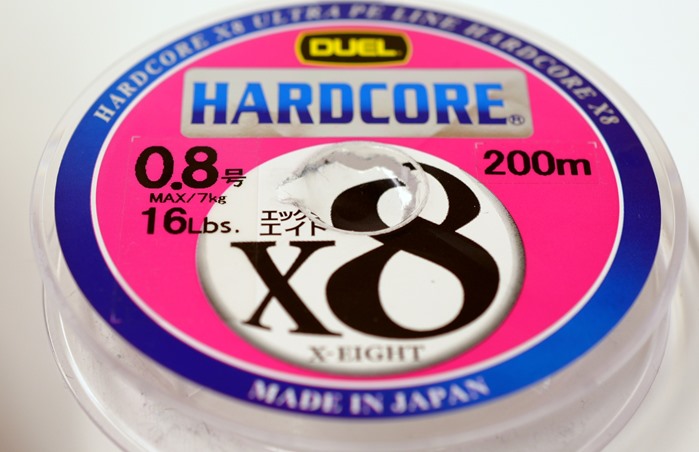 HARDCORE X8 ULTRA PE LINE HARDCORE X8
DUEL
HARDCORE®
0.8号
MAX/7kg
16Lbs.
200m
エイト
X8
X-EIGHT
MADE IN JAPAN